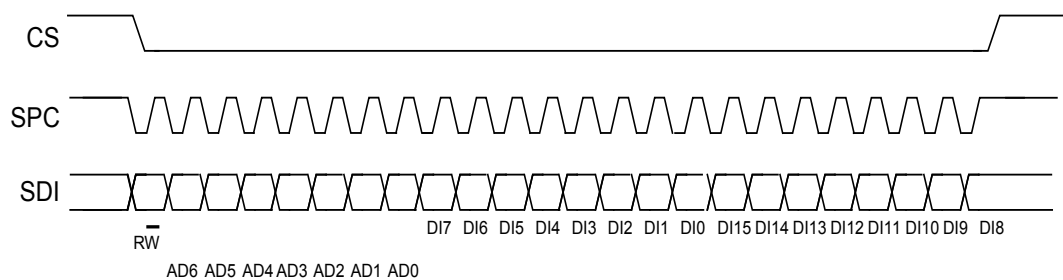 CS
SPC
SDI
DI7 DI6 DI5 DI4 DI3 DI2 DI1 DI0 DI15 DI14 DI13 DI12 DI11 DI10 DI9 DI8
RW
AD6 AD5 AD4 AD3 AD2 AD1 AD0